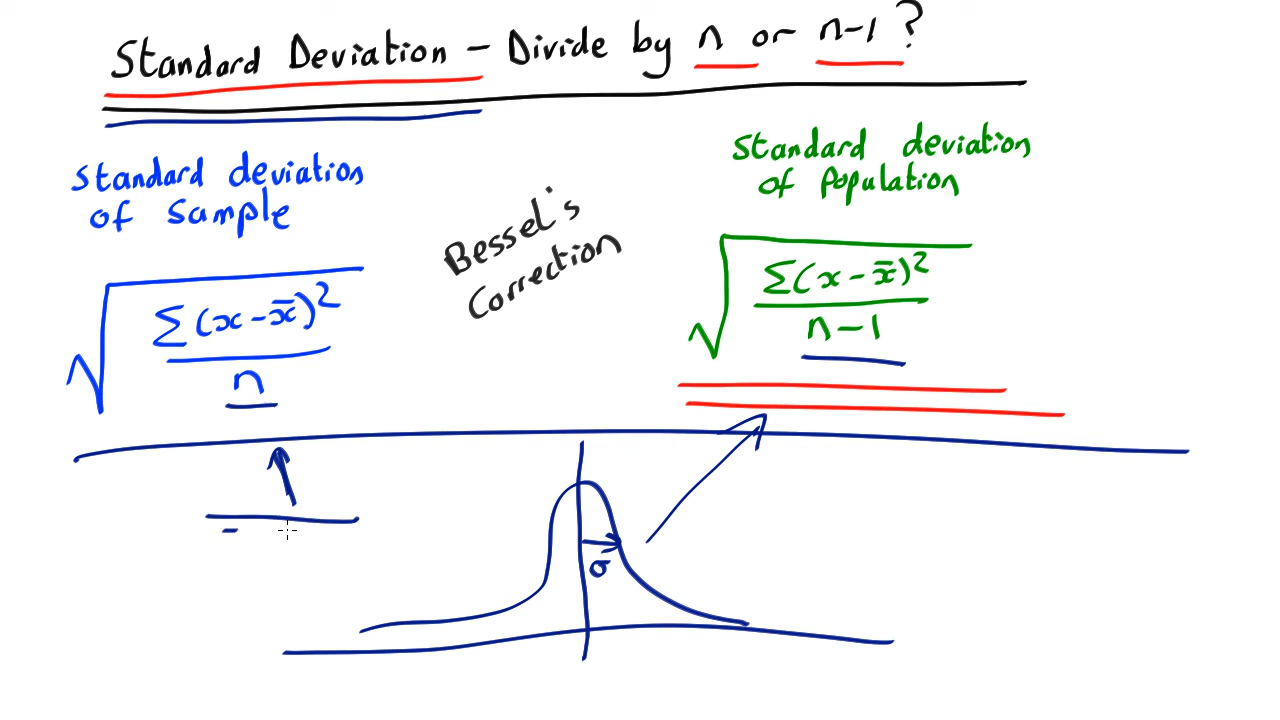 Standard Deviation - Divide by n or n-1 ?
Standard deviation
of Sample
√(Σ(x-x̄)²/n)
Bessel's
Correction
Standard deviation
of Population
√(Σ(x-x̄)²/n-1)
σ